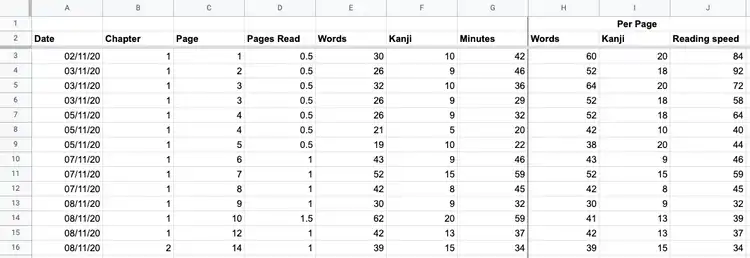 A B C D E F G H I J
1 Per Page
2 Date Chapter Page Pages Read Words Kanji Minutes Words Kanji Reading speed
3 02/11/20 1 1 0.5 30 10 42 60 20 84
4 03/11/20 1 2 0.5 26 9 46 52 18 92
5 03/11/20 1 3 0.5 32 10 36 64 20 72
6 03/11/20 1 3 0.5 26 9 29 52 18 58
7 05/11/20 1 4 0.5 26 9 32 52 18 64
8 05/11/20 1 4 0.5 21 5 20 42 10 40
9 05/11/20 1 5 0.5 19 10 22 38 20 44
10 07/11/20 1 6 1 43 9 46 43 9 46
11 07/11/20 1 7 1 52 15 59 52 15 59
12 07/11/20 1 8 1 42 8 45 42 8 45
13 08/11/20 1 9 1 30 9 32 30 9 32
14 08/11/20 1 10 1.5 62 20 59 41 13 39
15 08/11/20 1 12 1 42 13 37 42 13 37
16 08/11/20 2 14 1 39 15 34 39 15 34